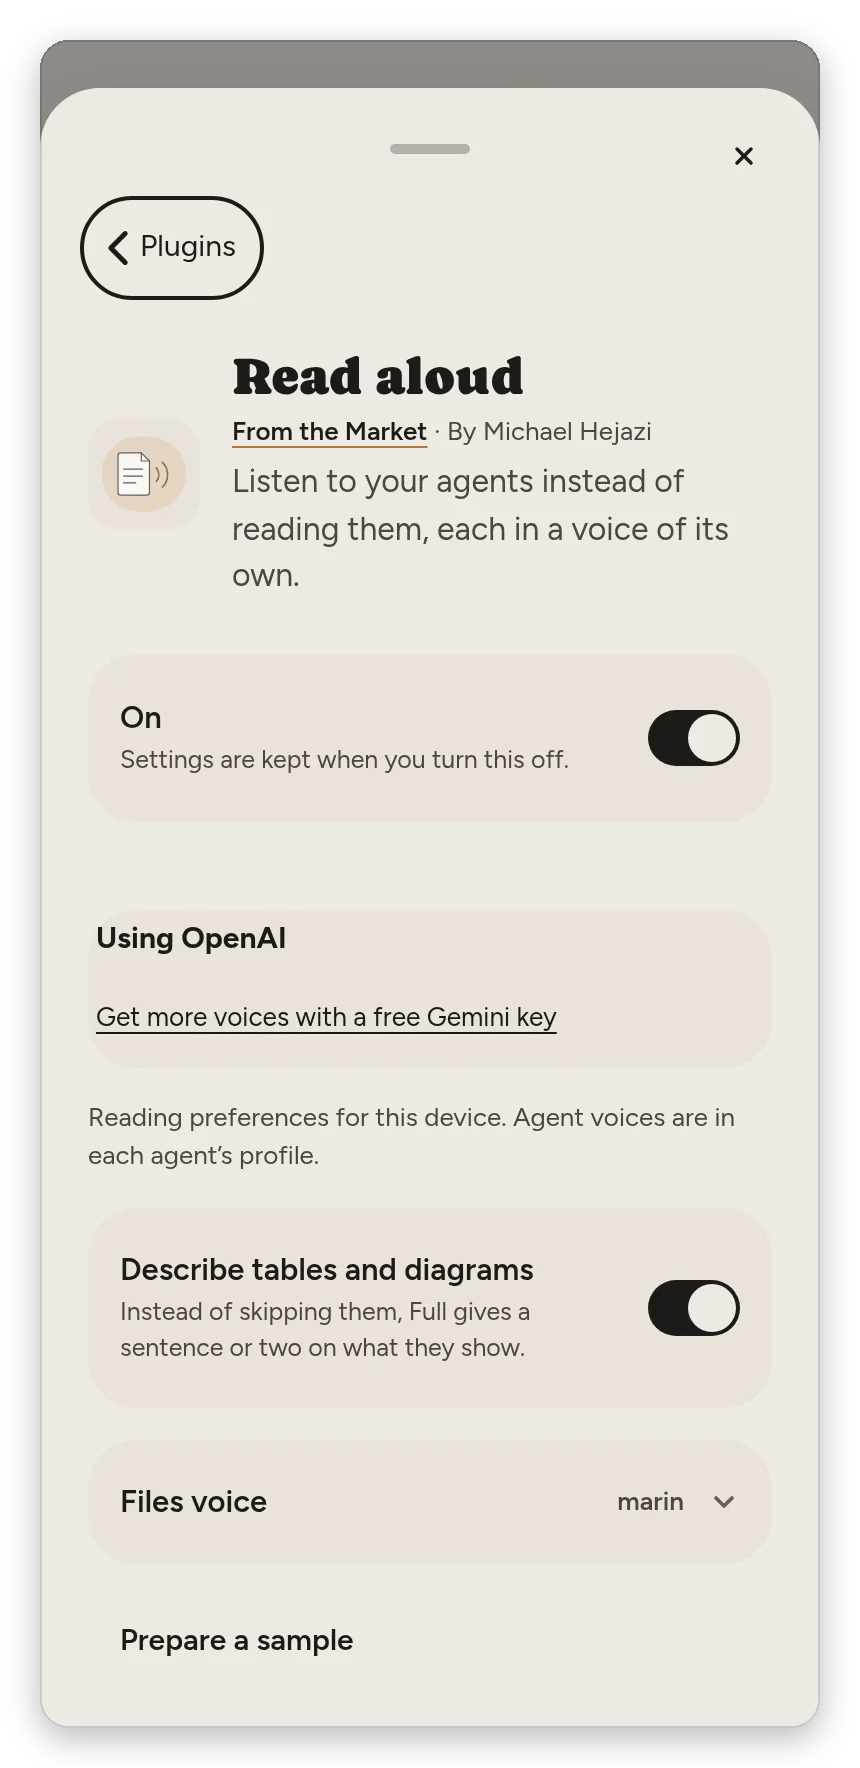 Plugins
Read aloud
From the Market · By Michael Hejazi
Listen to your agents instead of
reading them, each in a voice of its
own.
On
Settings are kept when you turn this off.
Using OpenAI
Get more voices with a free Gemini key
Reading preferences for this device. Agent voices are in
each agent’s profile.
Describe tables and diagrams
Instead of skipping them, Full gives a
sentence or two on what they show.
Files voice marin
Prepare a sample